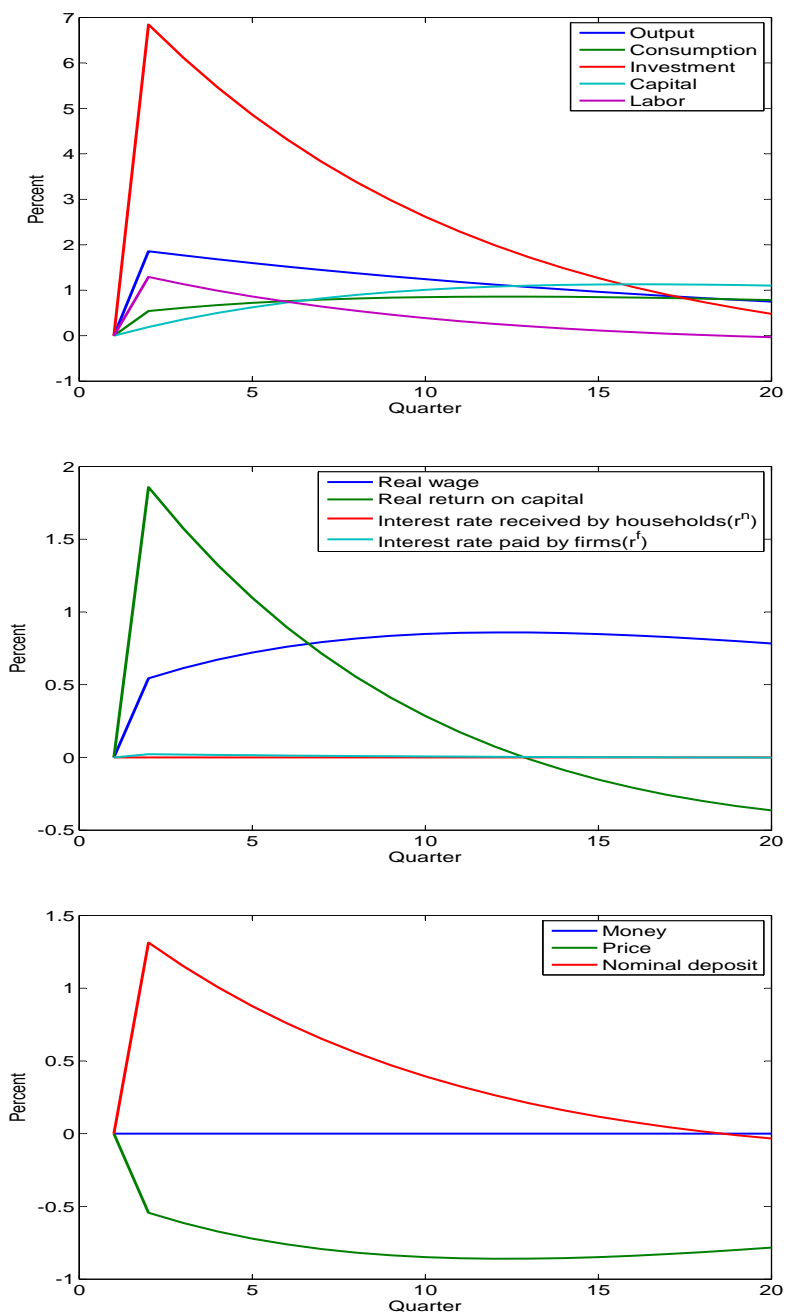 7
6
5
4
3
2
1
0
-1
Percent
0
5
10
15
20
Quarter
Output
Consumption
Investment
Capital
Labor
2
1.5
1
0.5
0
-0.5
Percent
0
5
10
15
20
Quarter
Real wage
Real return on capital
Interest rate received by households(r^n)
Interest rate paid by firms(r^f)
1.5
1
0.5
0
-0.5
-1
Percent
0
5
10
15
20
Quarter
Money
Price
Nominal deposit